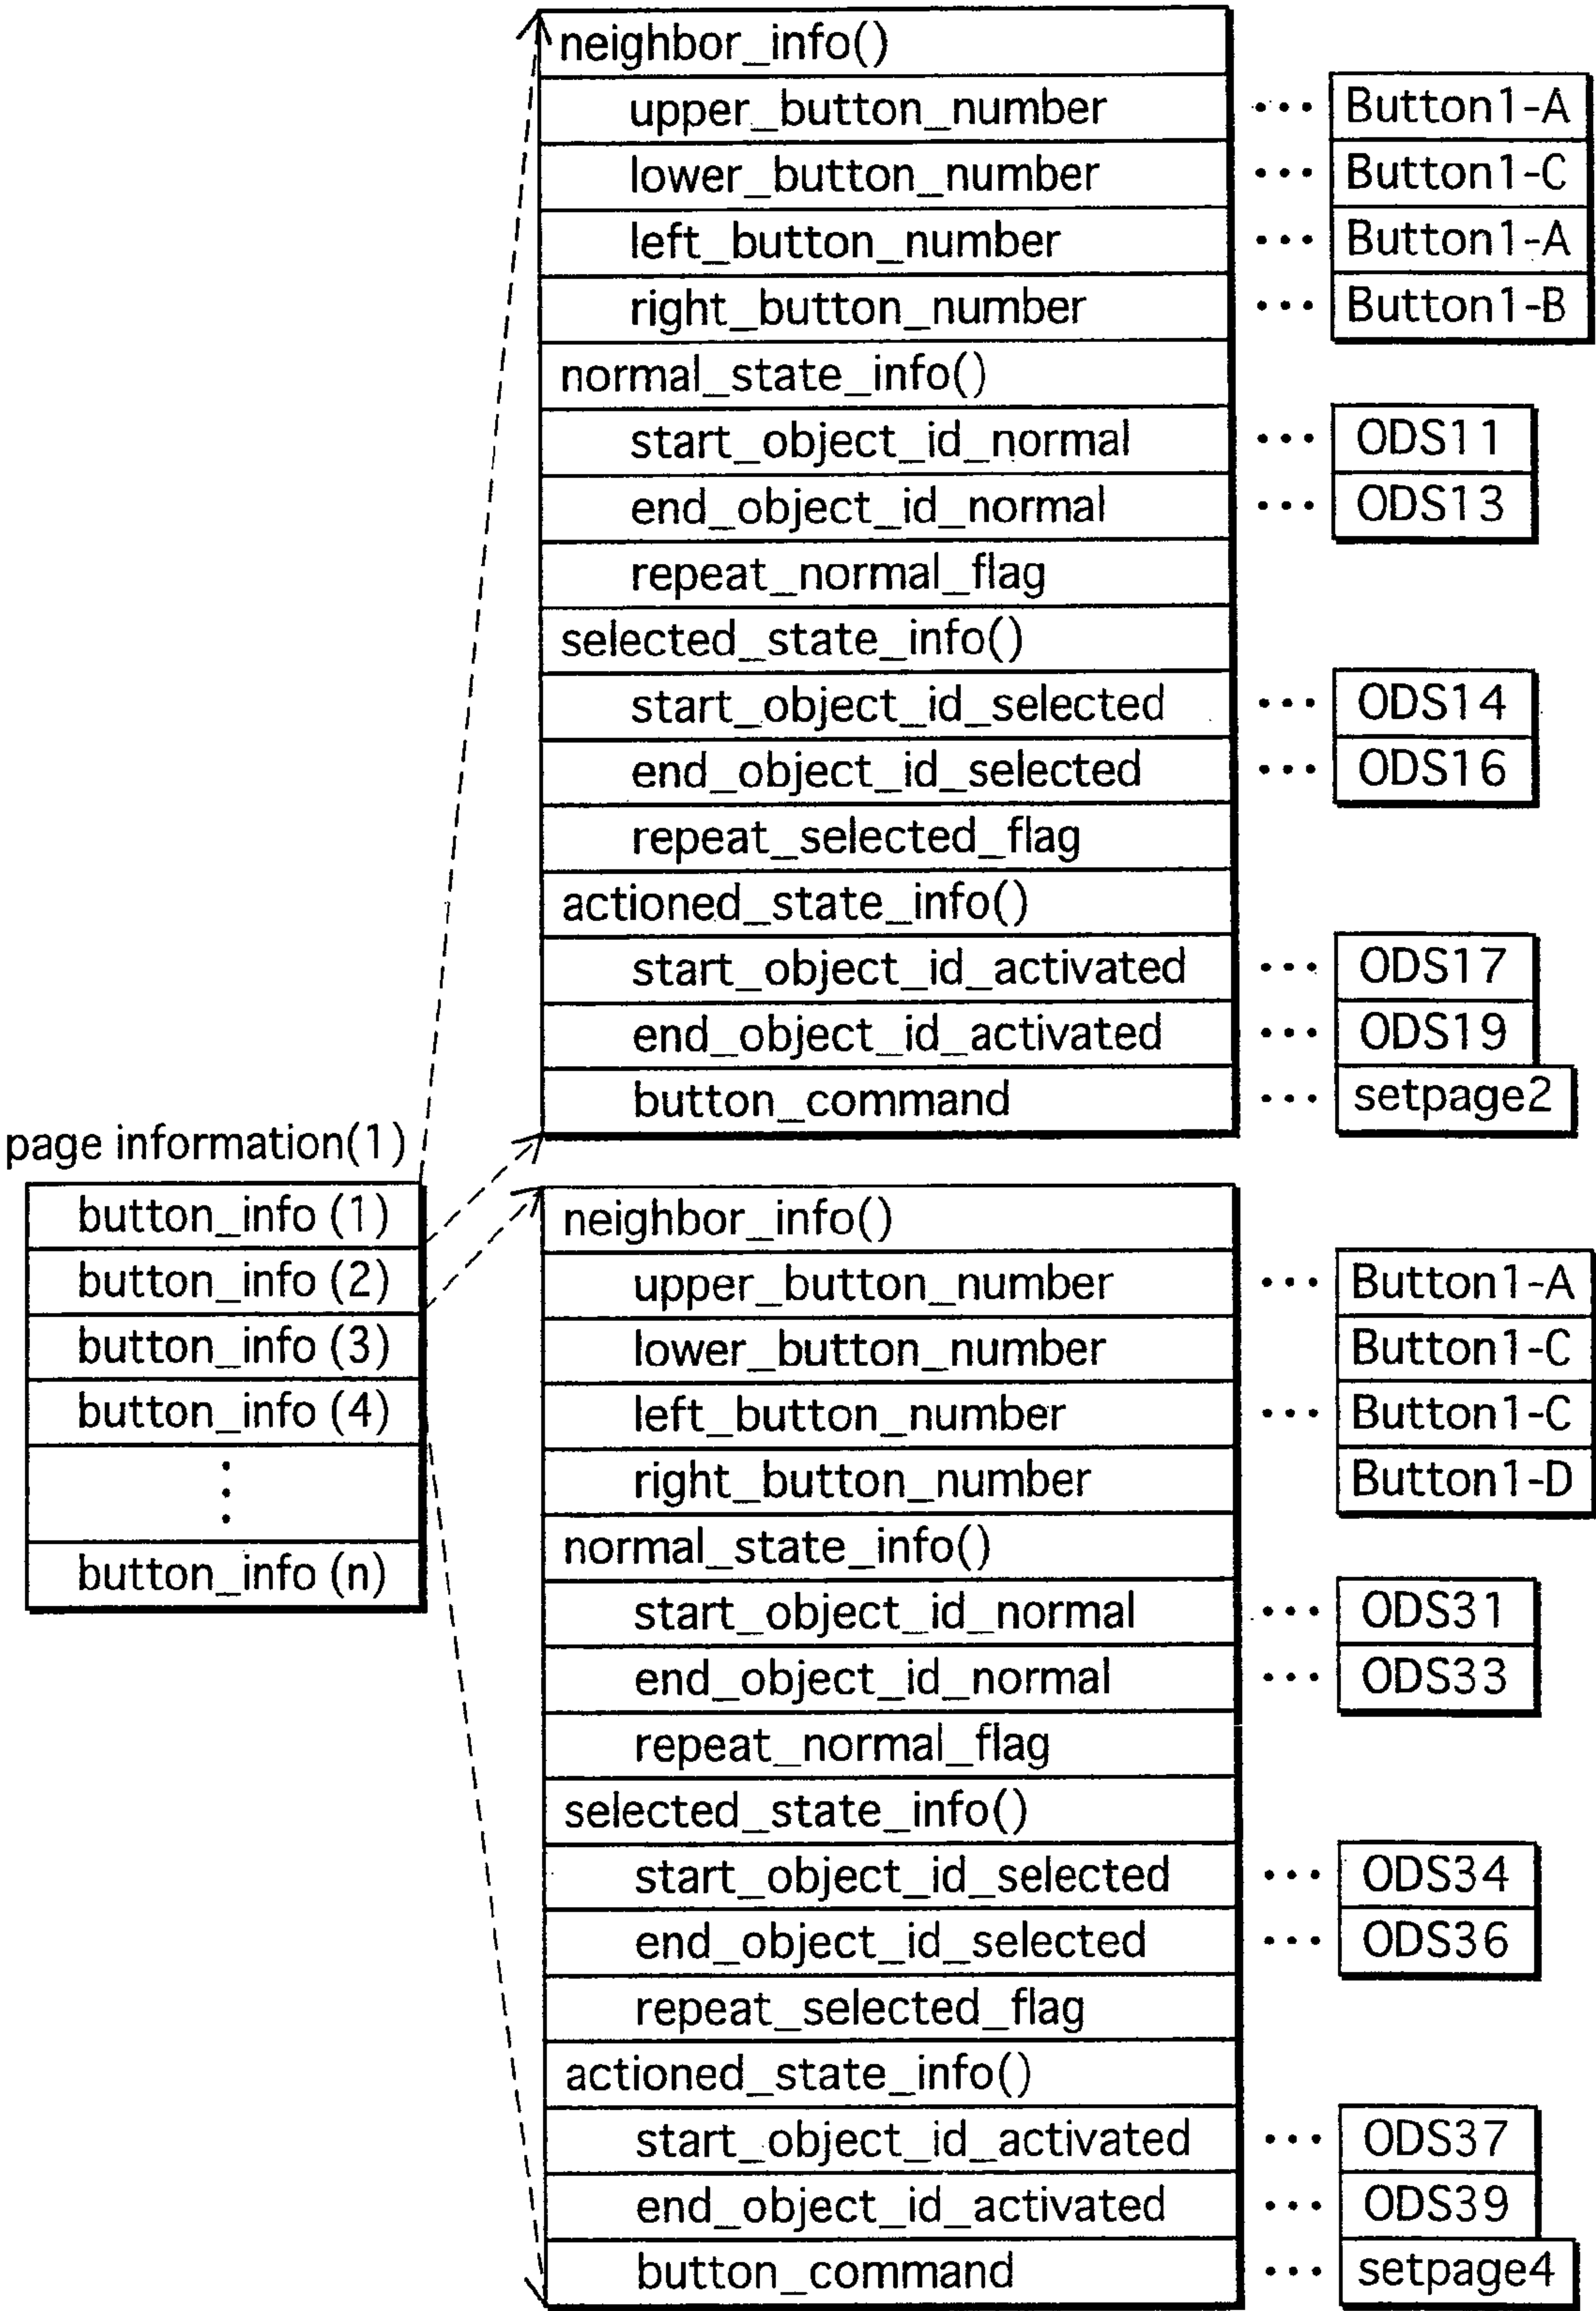 neighbor_info()
upper_button_number ··· Button1-A
lower_button_number ··· Button1-C
left_button_number ··· Button1-A
right_button_number ··· Button1-B
normal_state_info()
start_object_id_normal ··· ODS11
end_object_id_normal ··· ODS13
repeat_normal_flag
selected_state_info()
start_object_id_selected ··· ODS14
end_object_id_selected ··· ODS16
repeat_selected_flag
actioned_state_info()
start_object_id_activated ··· ODS17
end_object_id_activated ··· ODS19
button_command ··· setpage2
page information(1)
button_info (1)
button_info (2)
button_info (3)
button_info (4)
⋮
button_info (n)
neighbor_info()
upper_button_number ··· Button1-A
lower_button_number Button1-C
left_button_number ··· Button1-C
right_button_number Button1-D
normal_state_info()
start_object_id_normal ··· ODS31
end_object_id_normal ··· ODS33
repeat_normal_flag
selected_state_info()
start_object_id_selected ··· ODS34
end_object_id_selected ··· ODS36
repeat_selected_flag
actioned_state_info()
start_object_id_activated ··· ODS37
end_object_id_activated ··· ODS39
button_command ··· setpage4